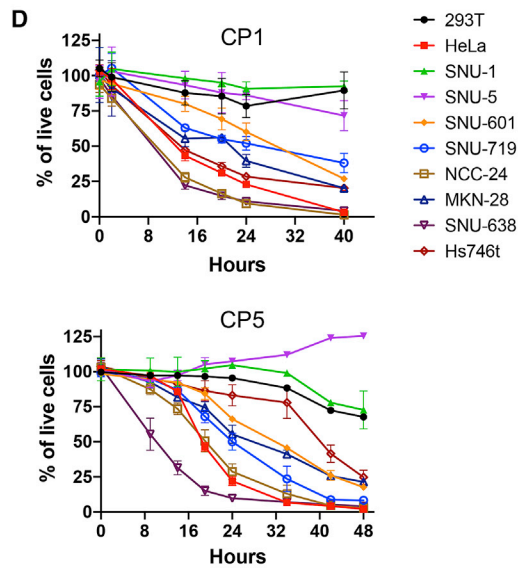 D
CP1
% of live cells
125
100
75
50
25
0
0 8 16 24 32 40
Hours
293T
HeLa
SNU-1
SNU-5
SNU-601
SNU-719
NCC-24
MKN-28
SNU-638
Hs746t
CP5
% of live cells
125
100
75
50
25
0
0 8 16 24 32 40 48
Hours